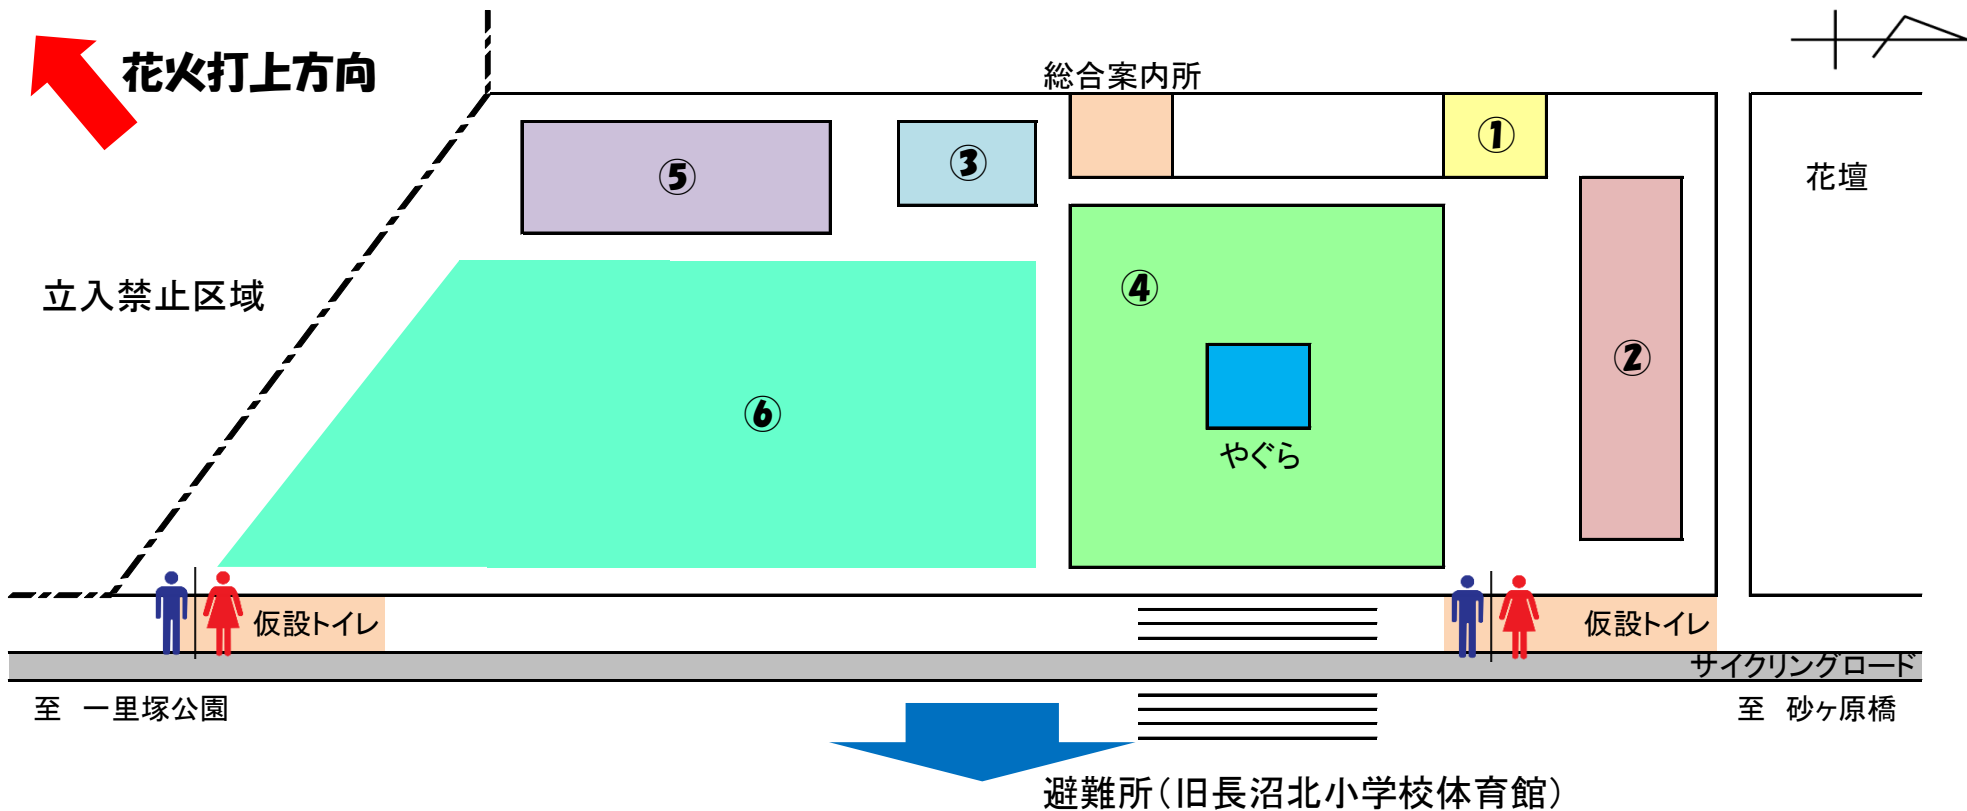 花火打上方向
総合案内所
①
⑤
③
花壇
立入禁止区域
④
②
⑥
やぐら
仮設トイレ
仮設トイレ
サイクリングロード
至　一里塚公園
至　砂ヶ原橋
避難所(旧長沼北小学校体育館)